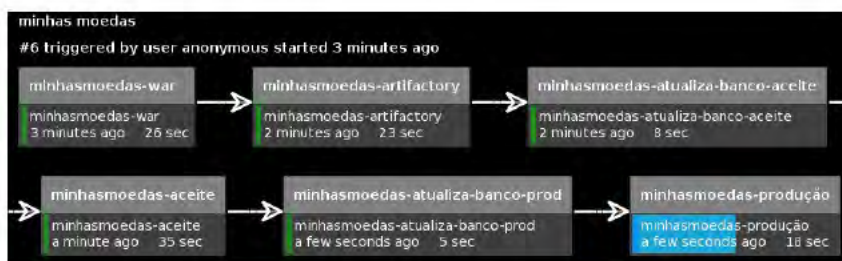 minhas moedas
#6 triggered by user anonymous started 3 minutes ago
minhasmoedas-war
minhasmoedas-war
3 minutes ago 26 sec
minhasmoedas-artifactory
minhasmoedas-artifactory
2 minutes ago 23 sec
minhasmoedas-atualiza-banco-aceite
minhasmoedas-atualiza-banco-aceite
2 minutes ago 8 sec
minhasmoedas-aceite
minhasmoedas-aceite
a minute ago 35 sec
minhasmoedas-atualiza-banco-prod
minhasmoedas-atualiza-banco-prod
a few seconds ago 5 sec
minhasmoedas-produção
minhasmoedas-produção
a few seconds ago 18 sec